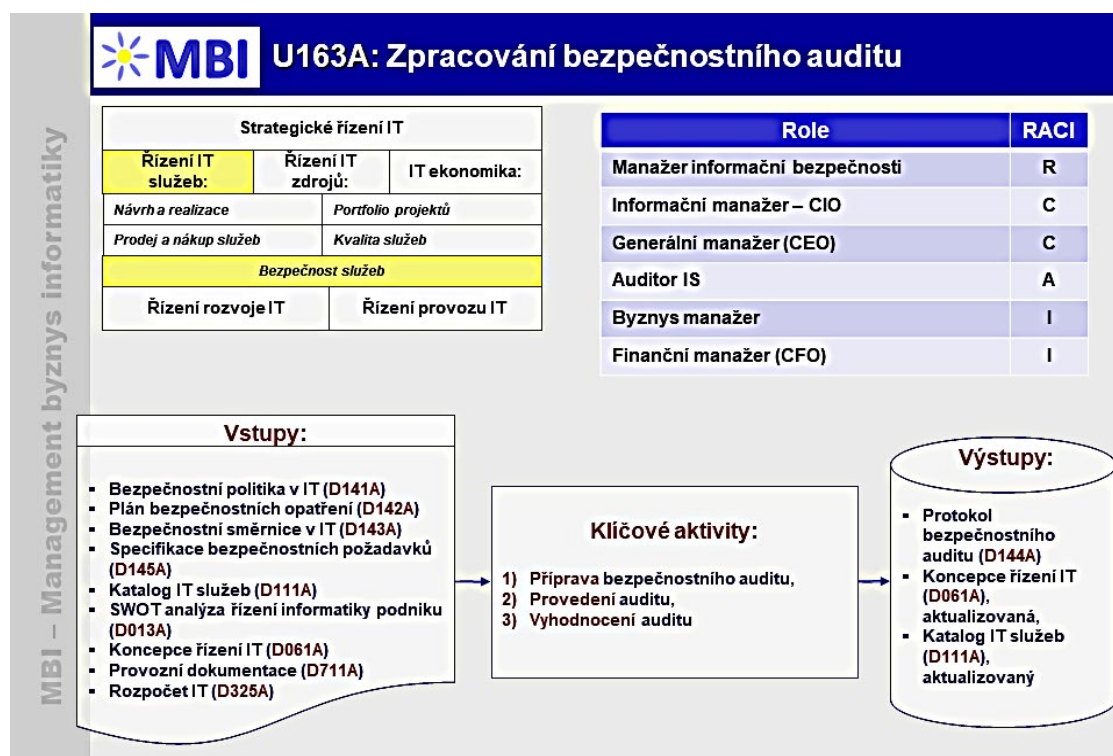 MBI – Management byznys informatiky
MBI
U163A: Zpracování bezpečnostního auditu
Strategické řízení IT
Řízení IT
služeb:
Řízení IT
zdrojů:
IT ekonomika:
Návrh a realizace
Portfolio projektů
Prodej a nákup služeb
Kvalita služeb
Bezpečnost služeb
Řízení rozvoje IT
Řízení provozu IT
Role RACI
Manažer informační bezpečnosti R
Informační manažer – CIO C
Generální manažer (CEO) C
Auditor IS A
Byznys manažer I
Finanční manažer (CFO) I
Vstupy:
▪ Bezpečnostní politika v IT (D141A)
▪ Plán bezpečnostních opatření (D142A)
▪ Bezpečnostní směrnice v IT (D143A)
▪ Specifikace bezpečnostních požadavků
(D145A)
▪ Katalog IT služeb (D111A)
▪ SWOT analýza řízení informatiky podniku
(D013A)
▪ Koncepce řízení IT (D061A)
▪ Provozní dokumentace (D711A)
▪ Rozpočet IT (D325A)
Klíčové aktivity:
1) Příprava bezpečnostního auditu,
2) Provedení auditu,
3) Vyhodnocení auditu
Výstupy:
▪ Protokol
bezpečnostního
auditu (D144A)
▪ Koncepce řízení IT
(D061A),
aktualizovaná,
▪ Katalog IT služeb
(D111A),
aktualizovaný